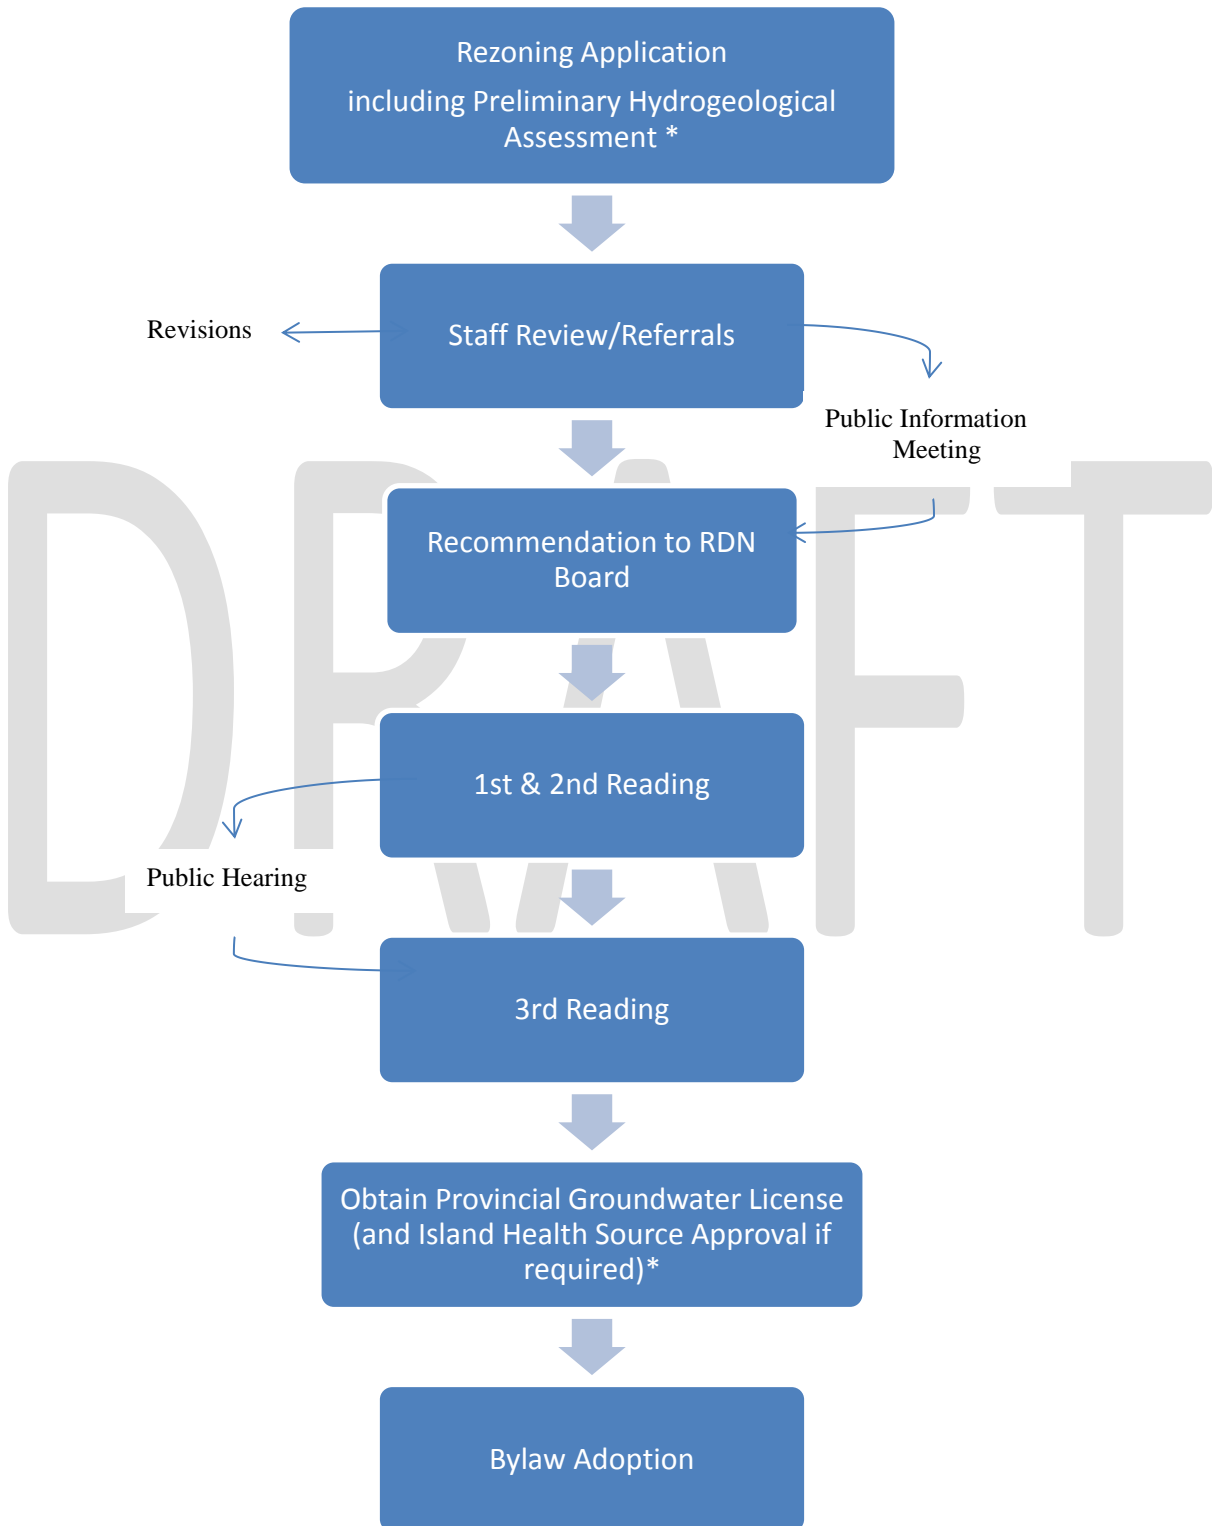 Rezoning Application
including Preliminary Hydrogeological
Assessment *
Revisions
Staff Review/Referrals
Public Information
Meeting
DRAFT
Recommendation to RDN
Board
1st & 2nd Reading
Public Hearing
3rd Reading
Obtain Provincial Groundwater License
(and Island Health Source Approval if
required)*
Bylaw Adoption